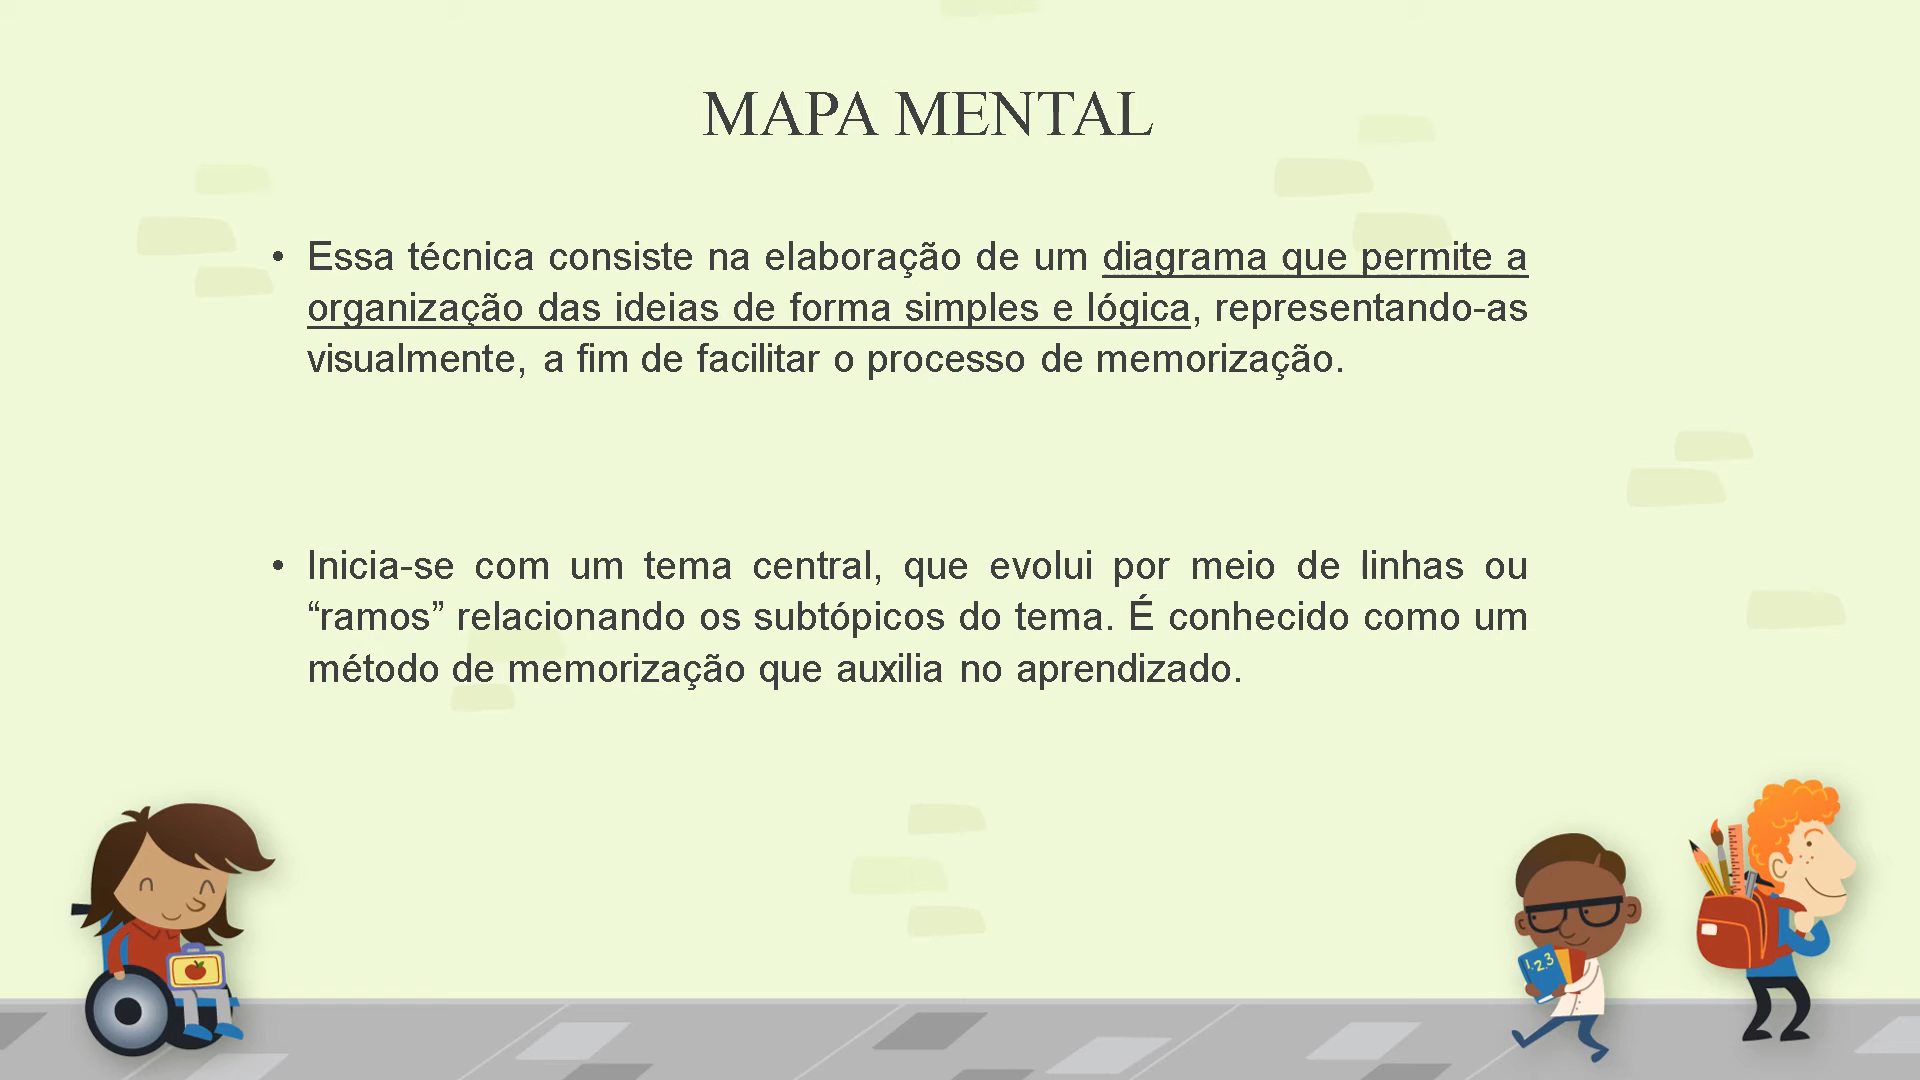 MAPA MENTAL
• Essa técnica consiste na elaboração de um diagrama que permite a
organização das ideias de forma simples e lógica, representando-as
visualmente, a fim de facilitar o processo de memorização.
• Inicia-se com um tema central, que evolui por meio de linhas ou
“ramos” relacionando os subtópicos do tema. É conhecido como um
método de memorização que auxilia no aprendizado.
1,2,3